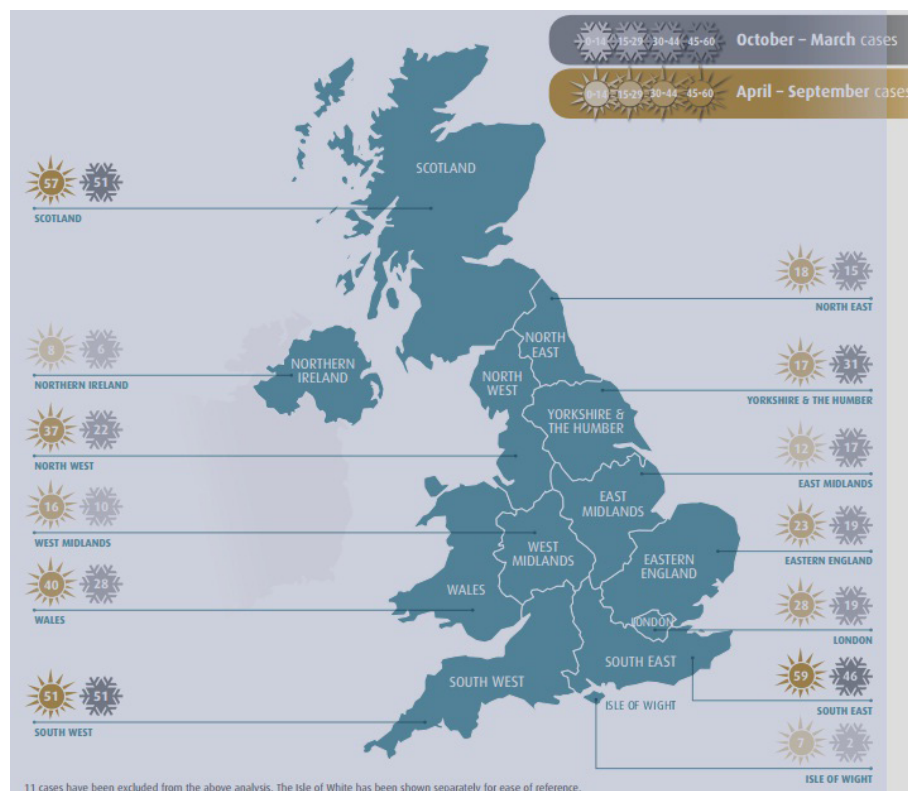 0-14 15-29 30-44 45-60 October – March cases
0-14 15-29 30-44 45-60 April – September cases
SCOTLAND
57 51
SCOTLAND
18 15
NORTH EAST
NORTH
EAST
NORTHERN
IRELAND
8 6
NORTHERN IRELAND
NORTH
WEST
17 31
YORKSHIRE & THE HUMBER
YORKSHIRE &
THE HUMBER
37 22
NORTH WEST
12 17
EAST MIDLANDS
EAST
MIDLANDS
16 10
WEST MIDLANDS
WEST
MIDLANDS
23 19
EASTERN ENGLAND
EASTERN
ENGLAND
40 28
WALES
WALES
28 19
LONDON
LONDON
SOUTH EAST
59 46
SOUTH EAST
51 51
SOUTH WEST
SOUTH WEST
ISLE OF WIGHT
7 2
ISLE OF WIGHT
11 cases have been excluded from the above analysis. The Isle of White has been shown separately for ease of reference.